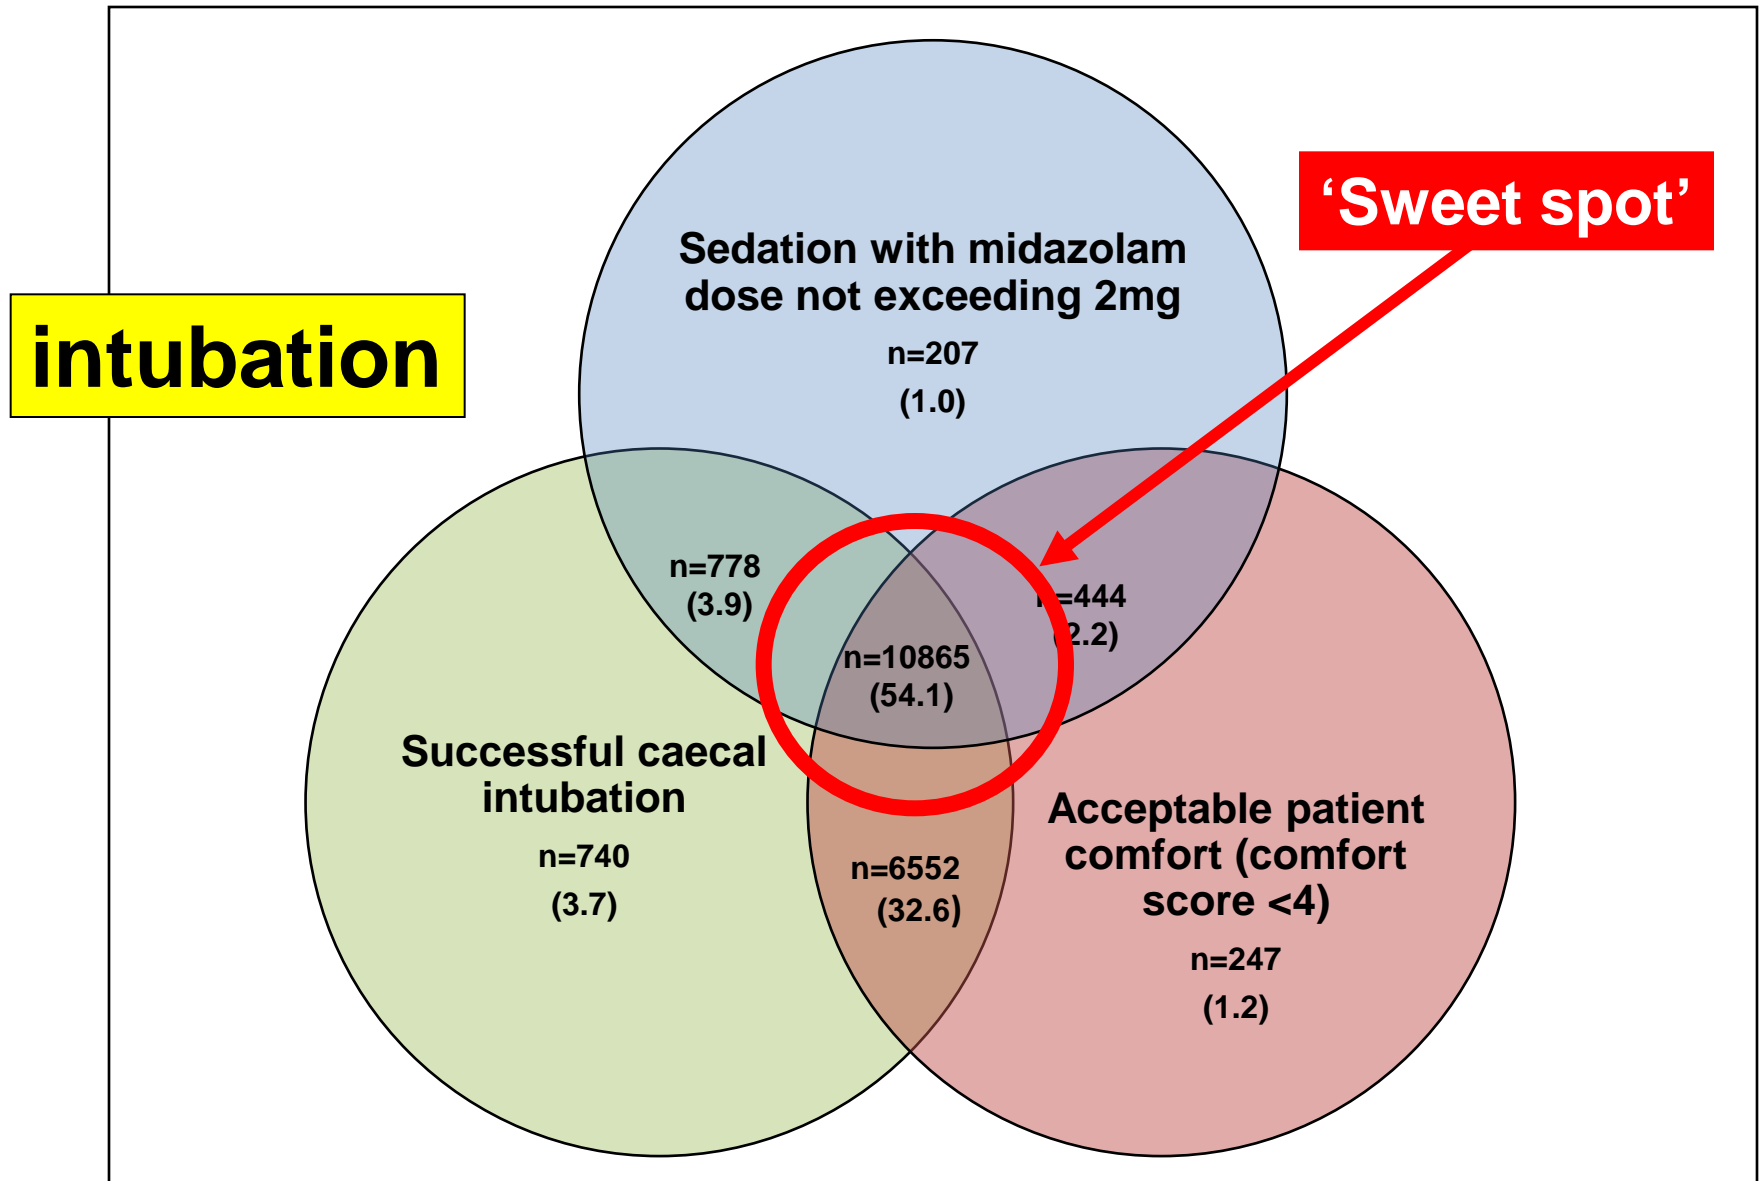 ‘Sweet spot’
Sedation with midazolam
dose not exceeding 2mg
n=207
(1.0)
intubation
n=778
(3.9)
n=444
(2.2)
n=10865
(54.1)
Successful caecal
intubation
n=740
(3.7)
n=6552
(32.6)
Acceptable patient
comfort (comfort
score <4)
n=247
(1.2)